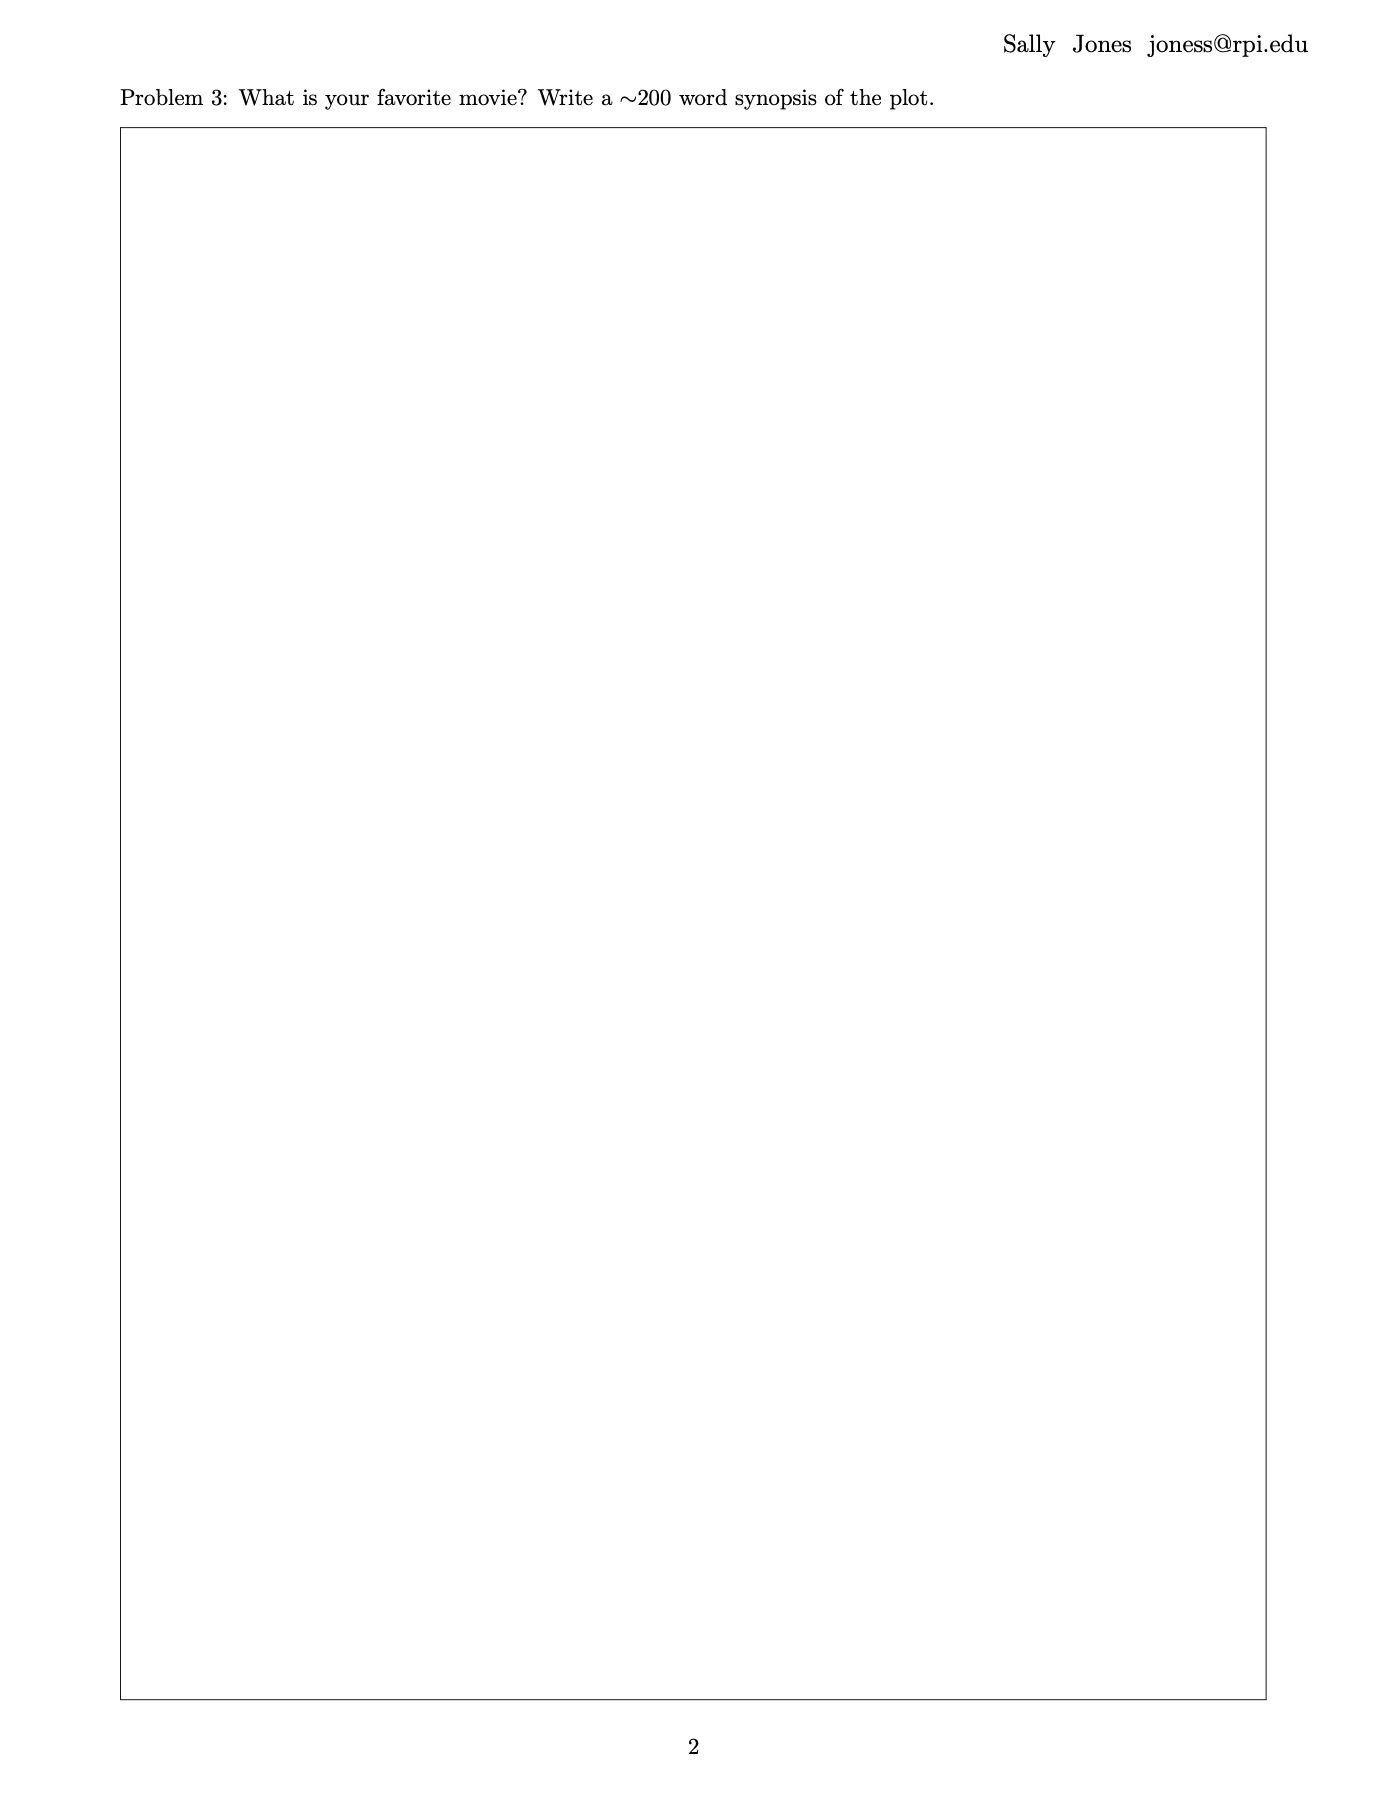 Sally Jones joness@rpi.edu
Problem 3: What is your favorite movie? Write a ∼200 word synopsis of the plot.
2